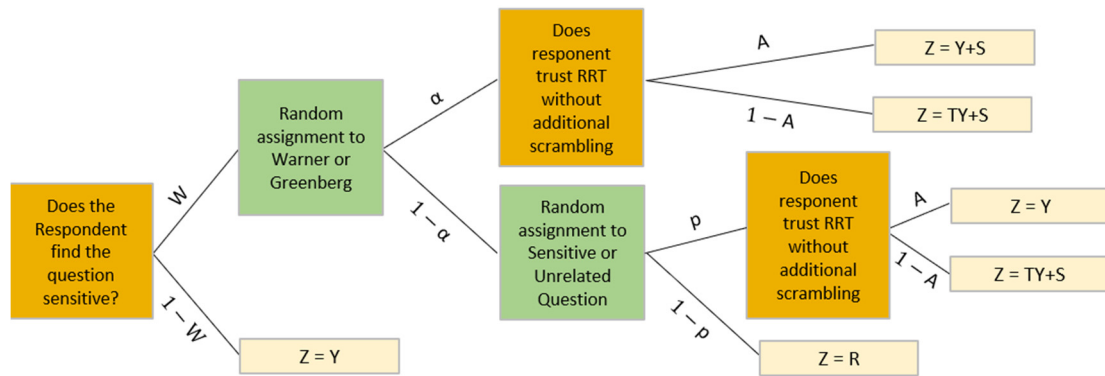 Does the
Respondent
find the
question
sensitive?
W
1 − W
Random
assignment to
Warner or
Greenberg
Z = Y
α
1 − α
Does
responent
trust RRT
without
additional
scrambling
A
1 − A
Z = Y+S
Z = TY+S
Random
assignment to
Sensitive or
Unrelated
Question
p
1 − p
Does
responent
trust RRT
without
additional
scrambling
Z = R
A
1 − A
Z = Y
Z = TY+S